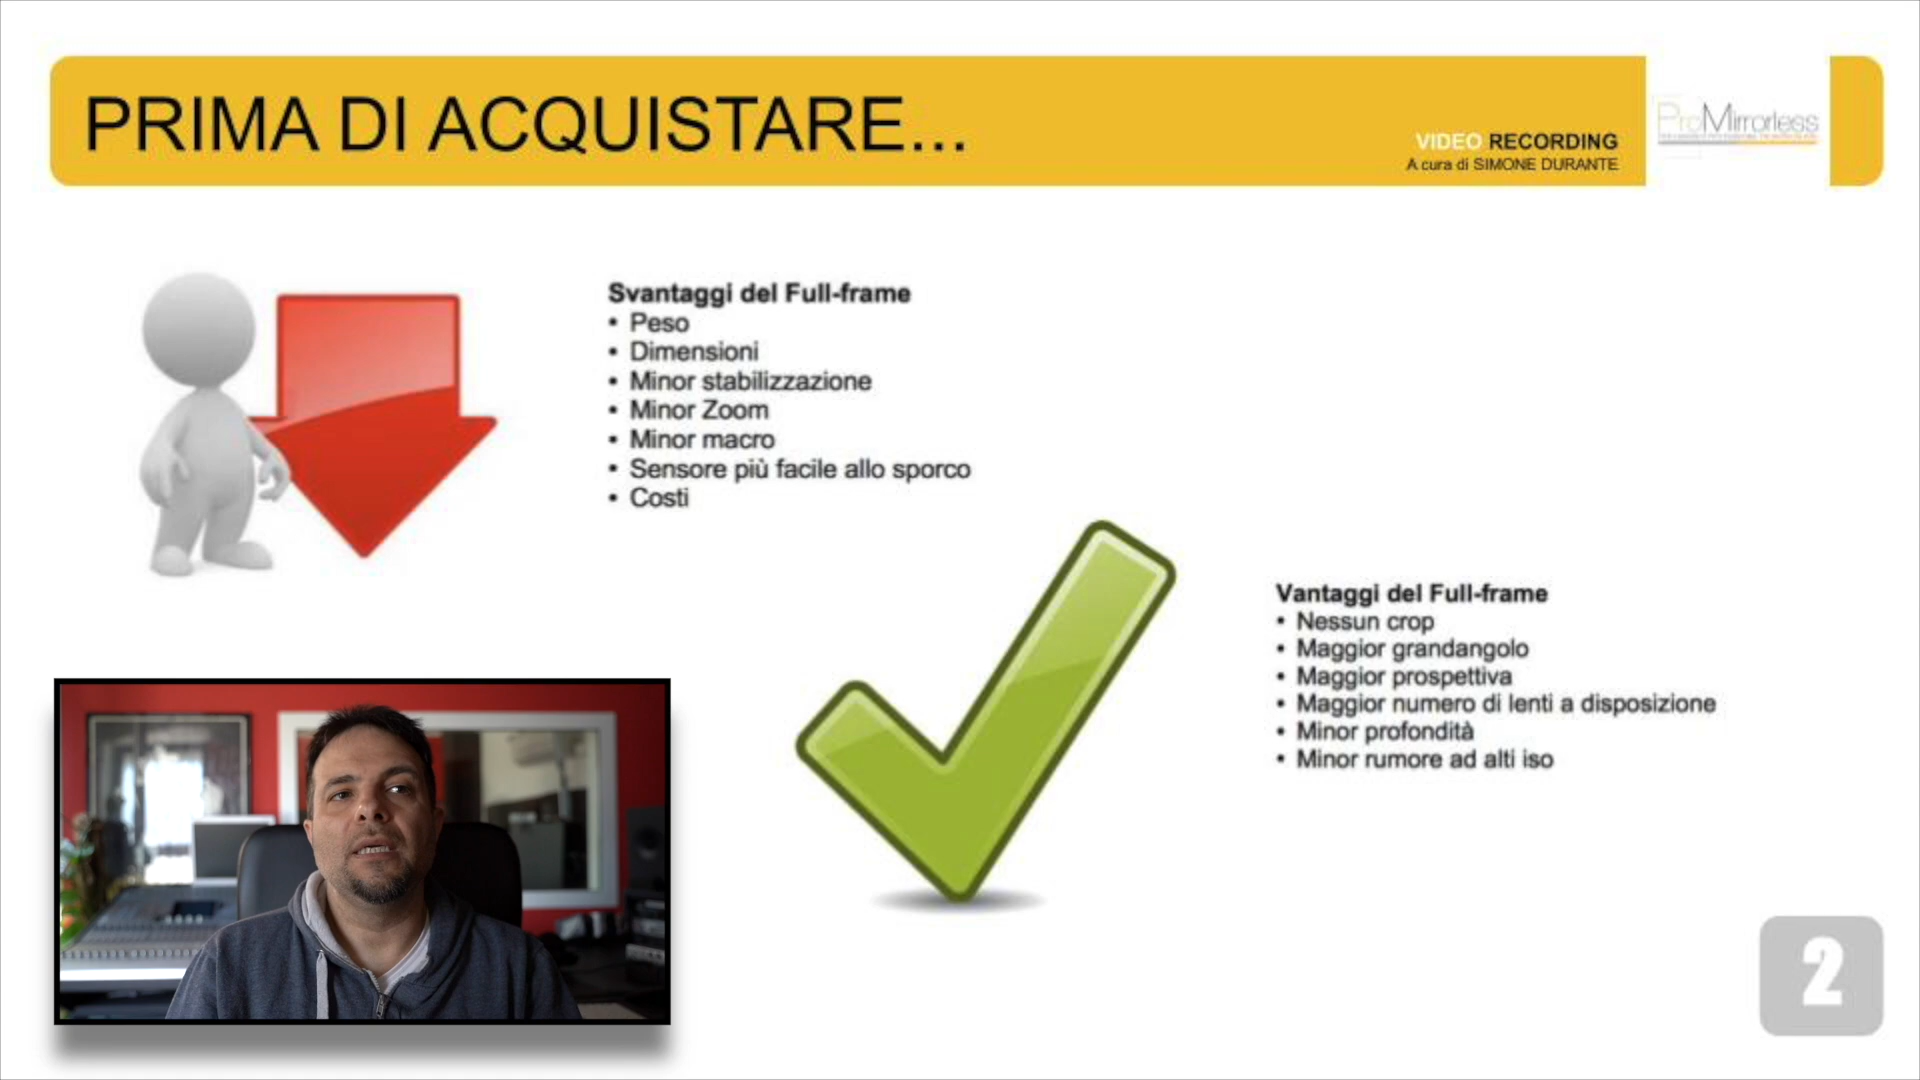 PRIMA DI ACQUISTARE...
VIDEO RECORDING
A cura di SIMONE DURANTE
ProMirrorless
Svantaggi del Full-frame
• Peso
• Dimensioni
• Minor stabilizzazione
• Minor Zoom
• Minor macro
• Sensore più facile allo sporco
• Costi
Vantaggi del Full-frame
• Nessun crop
• Maggior grandangolo
• Maggior prospettiva
• Maggior numero di lenti a disposizione
• Minor profondità
• Minor rumore ad alti iso
2